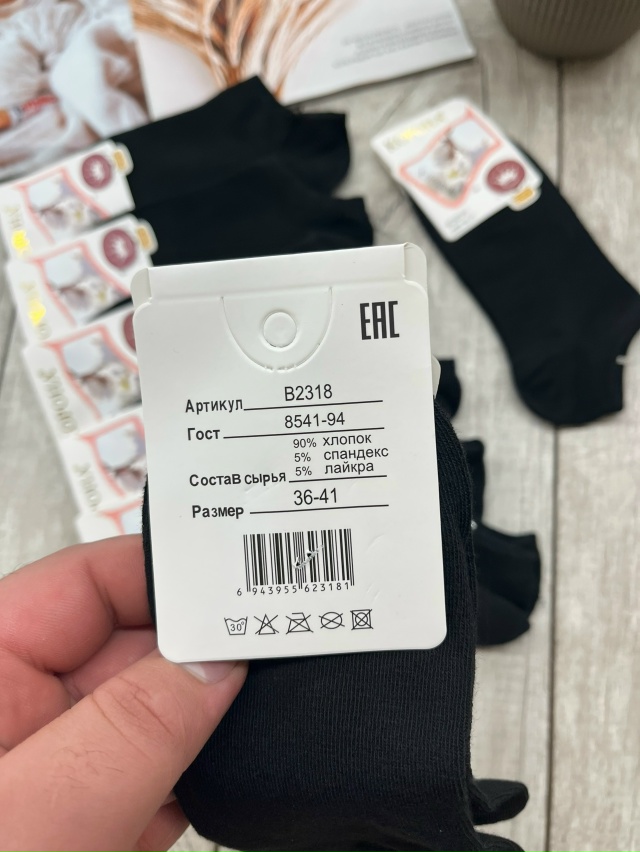 EAC
Артикул B2318
Гост 8541-94
90% хлопок
5% спандекс
Состав сырья 5% лайкра
Размер 36-41
6 943955 623181
30°